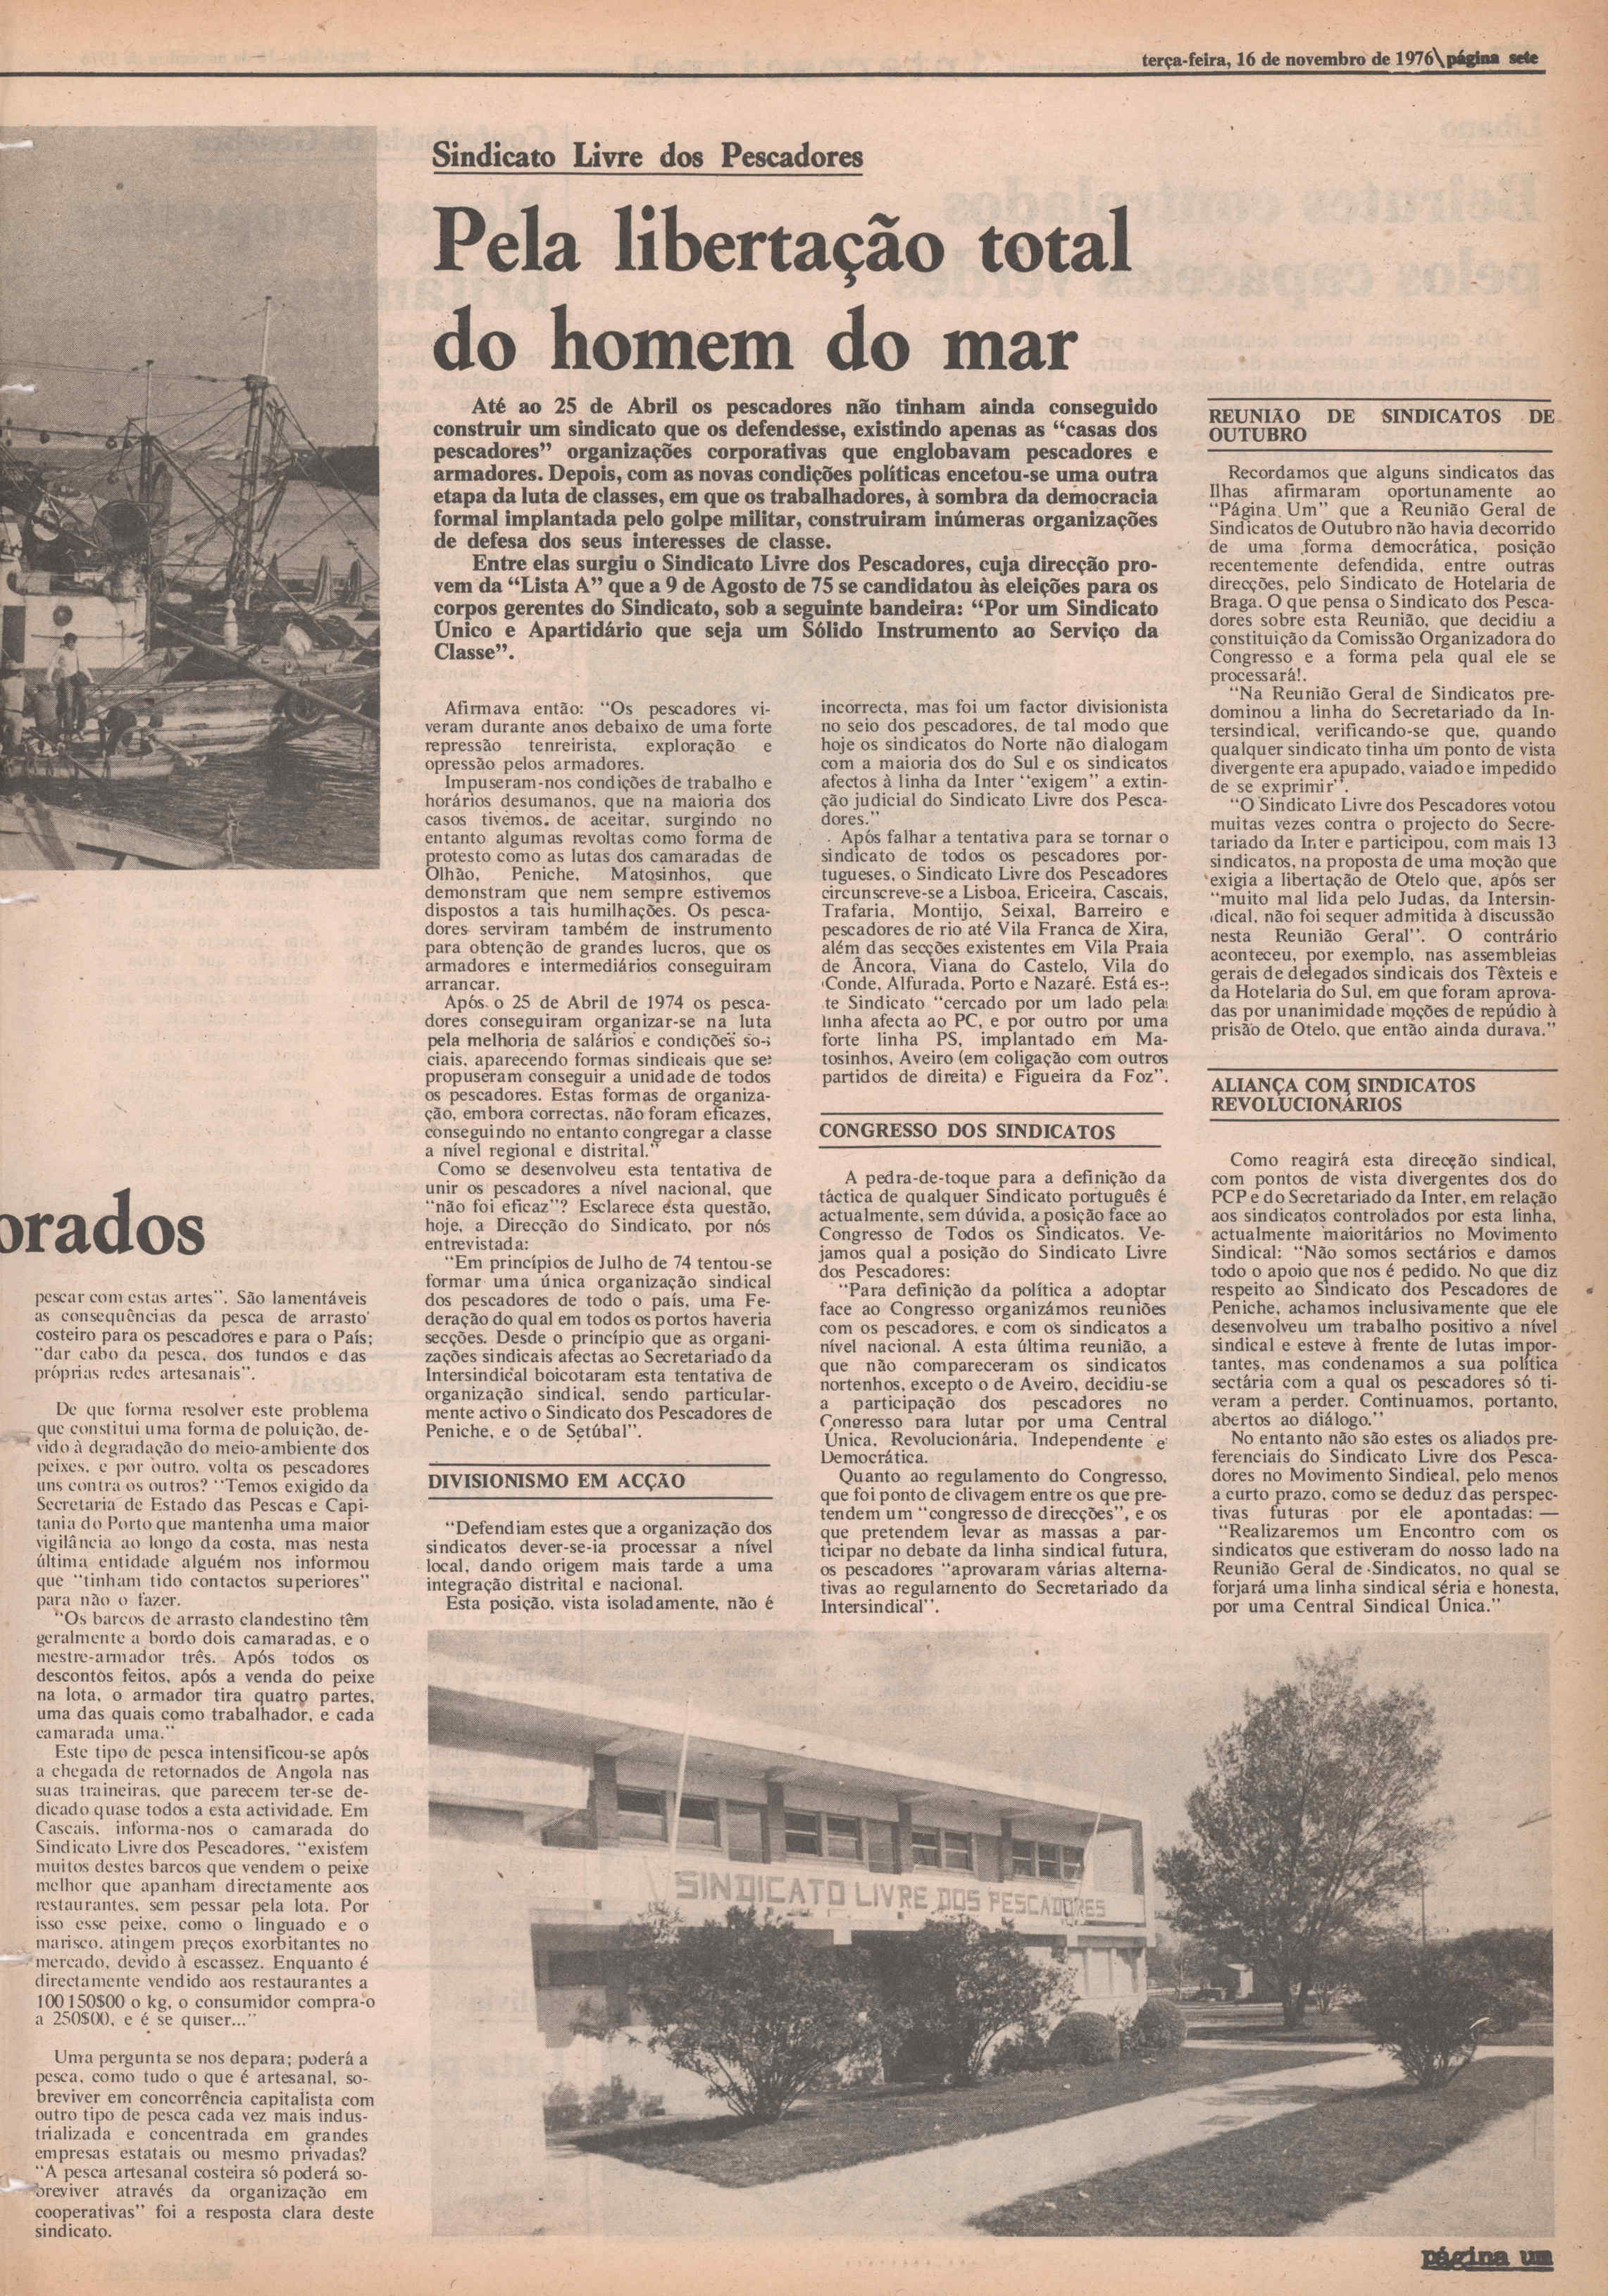 terça-feira, 16 de novembro de 1976\página sete
orados
pescar com estas artes”. São lamentáveis
as consequências da pesca de arrasto
costeiro para os pescadores e para o País;
“dar cabo da pesca, dos fundos e das
próprias redes artesanais”.
De que forma resolver este problema
que constitui uma forma de poluição, de-
vido à degradação do meio-ambiente dos
peixes, e por outro, volta os pescadores
uns contra os outros? “Temos exigido da
Secretaria de Estado das Pescas e Capi-
tania do Porto que mantenha uma maior
vigilância ao longo da costa, mas nesta
última entidade alguém nos informou
que “tinham tido contactos superiores”
para não o fazer.
“Os barcos de arrasto clandestino têm
geralmente a bordo dois camaradas, e o
mestre-armador três. Após todos os
descontos feitos, após a venda do peixe
na lota, o armador tira quatro partes,
uma das quais como trabalhador, e cada
camarada uma.”
Este tipo de pesca intensificou-se após
a chegada de retornados de Angola nas
suas traineiras, que parecem ter-se de-
dicado quase todos a esta actividade. Em
Cascais, informa-nos o camarada do
Sindicato Livre dos Pescadores, “existem
muitos destes barcos que vendem o peixe
melhor que apanham directamente aos
restaurantes, sem pessar pela lota. Por
isso esse peixe, como o linguado e o
marisco, atingem preços exorbitantes no
mercado, devido à escassez. Enquanto é
directamente vendido aos restaurantes a
100 150$00 o kg, o consumidor compra-o
a 250$00, e é se quiser...”
Uma pergunta se nos depara; poderá a
pesca, como tudo o que é artesanal, so-
breviver em concorrência capitalista com
outro tipo de pesca cada vez mais indus-
trializada e concentrada em grandes
empresas estatais ou mesmo privadas?
“A pesca artesanal costeira só poderá so-
breviver através da organização em
cooperativas” foi a resposta clara deste
sindicato.
Sindicato Livre dos Pescadores
Pela libertação total
do homem do mar
Até ao 25 de Abril os pescadores não tinham ainda conseguido
construir um sindicato que os defendesse, existindo apenas as “casas dos
pescadores” organizações corporativas que englobavam pescadores e
armadores. Depois, com as novas condições políticas encetou-se uma outra
etapa da luta de classes, em que os trabalhadores, à sombra da democracia
formal implantada pelo golpe militar, construiram inúmeras organizações
de defesa dos seus interesses de classe.
Entre elas surgiu o Sindicato Livre dos Pescadores, cuja direcção pro-
vem da “Lista A” que a 9 de Agosto de 75 se candidatou às eleições para os
corpos gerentes do Sindicato, sob a seguinte bandeira: “Por um Sindicato
Único e Apartidário que seja um Sólido Instrumento ao Serviço da
Classe”.
Afirmava então: “Os pescadores vi-
veram durante anos debaixo de uma forte
repressão tenreirista, exploração e
opressão pelos armadores.
Impuseram-nos condições de trabalho e
horários desumanos, que na maioria dos
casos tivemos, de aceitar, surgindo no
entanto algumas revoltas como forma de
protesto como as lutas dos camaradas de
Olhão, Peniche, Matosinhos, que
demonstram que nem sempre estivemos
dispostos a tais humilhações. Os pesca-
dores serviram também de instrumento
para obtenção de grandes lucros, que os
armadores e intermediários conseguiram
arrancar.
Após o 25 de Abril de 1974 os pesca-
dores conseguiram organizar-se na luta
pela melhoria de salários e condições so-
ciais, aparecendo formas sindicais que se
propuseram conseguir a unidade de todos
os pescadores. Estas formas de organiza-
ção, embora correctas, não foram eficazes,
conseguindo no entanto congregar a classe
a nível regional e distrital.”
Como se desenvolveu esta tentativa de
unir os pescadores a nível nacional, que
“não foi eficaz”? Esclarece esta questão,
hoje, a Direcção do Sindicato, por nós
entrevistada:
“Em princípios de Julho de 74 tentou-se
formar uma única organização sindical
dos pescadores de todo o país, uma Fe-
deração do qual em todos os portos haveria
secções. Desde o princípio que as organi-
zações sindicais afectas ao Secretariado da
Intersindical boicotaram esta tentativa de
organização sindical, sendo particular-
mente activo o Sindicato dos Pescadores de
Peniche, e o de Setúbal”.
DIVISIONISMO EM ACÇÃO
“Defendiam estes que a organização dos
sindicatos dever-se-ia processar a nível
local, dando origem mais tarde a uma
integração distrital e nacional.
Esta posição, vista isoladamente, não é
incorrecta, mas foi um factor divisionista
no seio dos pescadores, de tal modo que
hoje os sindicatos do Norte não dialogam
com a maioria dos do Sul e os sindicatos
afectos à linha da Inter “exigem” a extin-
ção judicial do Sindicato Livre dos Pesca-
dores.”
Após falhar a tentativa para se tornar o
sindicato de todos os pescadores por-
tugueses, o Sindicato Livre dos Pescadores
circunscreve-se a Lisboa, Ericeira, Cascais,
Trafaria, Montijo, Seixal, Barreiro e
pescadores de rio até Vila Franca de Xira,
além das secções existentes em Vila Praia
de Âncora, Viana do Castelo, Vila do
Conde, Alfurada, Porto e Nazaré. Está es-
te Sindicato “cercado por um lado pela
linha afecta ao PC, e por outro por uma
forte linha PS, implantado em Ma-
tosinhos, Aveiro (em coligação com outros
partidos de direita) e Figueira da Foz”.
CONGRESSO DOS SINDICATOS
A pedra-de-toque para a definição da
táctica de qualquer Sindicato português é
actualmente, sem dúvida, a posição face ao
Congresso de Todos os Sindicatos. Ve-
jamos qual a posição do Sindicato Livre
dos Pescadores:
“Para definição da política a adoptar
face ao Congresso organizámos reuniões
com os pescadores, e com os sindicatos a
nível nacional. A esta última reunião, a
que não compareceram os sindicatos
nortenhos, excepto o de Aveiro, decidiu-se
a participação dos pescadores no
Congresso para lutar por uma Central
Única, Revolucionária, Independente e
Democrática.
Quanto ao regulamento do Congresso,
que foi ponto de clivagem entre os que pre-
tendem um “congresso de direcções”, e os
que pretendem levar as massas a par-
ticipar no debate da linha sindical futura,
os pescadores “aprovaram várias alterna-
tivas ao regulamento do Secretariado da
Intersindical”.
REUNIÃO DE SINDICATOS DE
OUTUBRO
Recordamos que alguns sindicatos das
Ilhas afirmaram oportunamente ao
“Página Um” que a Reunião Geral de
Sindicatos de Outubro não havia decorrido
de uma forma democrática, posição
recentemente defendida, entre outras
direcções, pelo Sindicato de Hotelaria de
Braga. O que pensa o Sindicato dos Pesca-
dores sobre esta Reunião, que decidiu a
constituição da Comissão Organizadora do
Congresso e a forma pela qual ele se
processará!.
“Na Reunião Geral de Sindicatos pre-
dominou a linha do Secretariado da In-
tersindical, verificando-se que, quando
qualquer sindicato tinha um ponto de vista
divergente era apupado, vaiado e impedido
de se exprimir”.
“O Sindicato Livre dos Pescadores votou
muitas vezes contra o projecto do Secre-
tariado da Inter e participou, com mais 13
sindicatos, na proposta de uma moção que
exigia a libertação de Otelo que, após ser
“muito mal lida pelo Judas, da Intersin-
dical, não foi sequer admitida à discussão
nesta Reunião Geral”. O contrário
aconteceu, por exemplo, nas assembleias
gerais de delegados sindicais dos Têxteis e
da Hotelaria do Sul, em que foram aprova-
das por unanimidade moções de repúdio à
prisão de Otelo, que então ainda durava.”
ALIANÇA COM SINDICATOS
REVOLUCIONÁRIOS
Como reagirá esta direcção sindical,
com pontos de vista divergentes dos do
PCP e do Secretariado da Inter, em relação
aos sindicatos controlados por esta linha,
actualmente maioritários no Movimento
Sindical: “Não somos sectários e damos
todo o apoio que nos é pedido. No que diz
respeito ao Sindicato dos Pescadores de
Peniche, achamos inclusivamente que ele
desenvolveu um trabalho positivo a nível
sindical e esteve à frente de lutas impor-
tantes, mas condenamos a sua política
sectária com a qual os pescadores só ti-
veram a perder. Continuamos, portanto,
abertos ao diálogo.”
No entanto não são estes os aliados pre-
ferenciais do Sindicato Livre dos Pesca-
dores no Movimento Sindical, pelo menos
a curto prazo, como se deduz das perspec-
tivas futuras por ele apontadas: —
“Realizaremos um Encontro com os
sindicatos que estiveram do nosso lado na
Reunião Geral de Sindicatos, no qual se
forjará uma linha sindical séria e honesta,
por uma Central Sindical Única.”
SINDICATO LIVRE DOS PESCADORES
página um